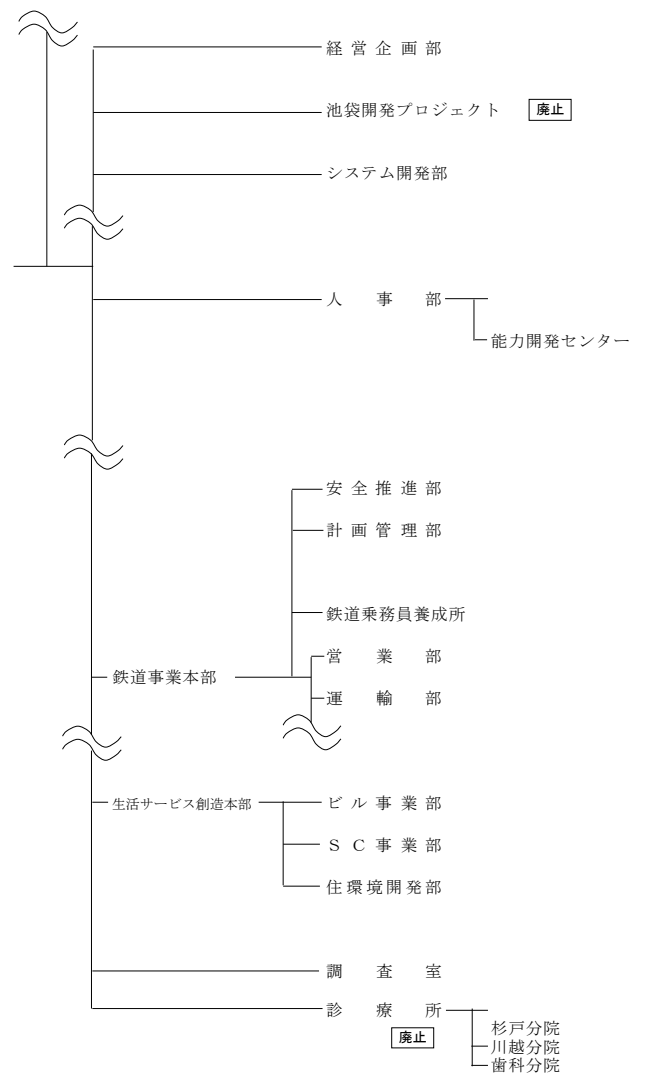 経営企画部
池袋開発プロジェクト 廃止
システム開発部
人事部
能力開発センター
安全推進部
計画管理部
鉄道乗務員養成所
営業部
鉄道事業本部
運輸部
生活サービス創造本部 ビル事業部
ＳＣ事業部
住環境開発部
調査室
診療所
杉戸分院
廃止
川越分院
歯科分院